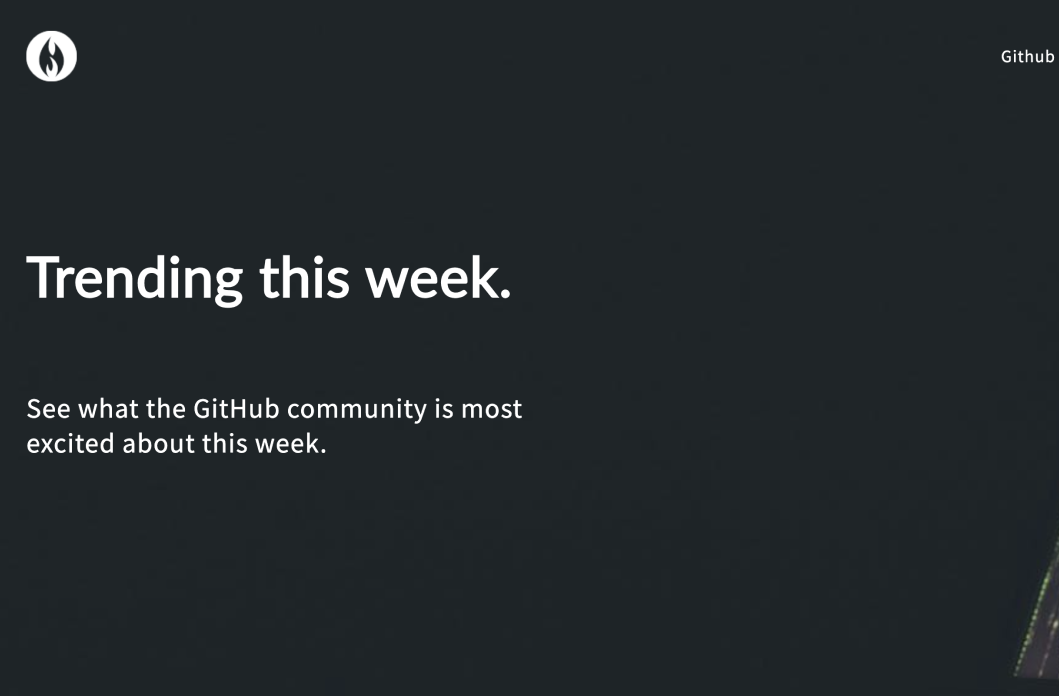 Github
Trending this week.
See what the GitHub community is most
excited about this week.